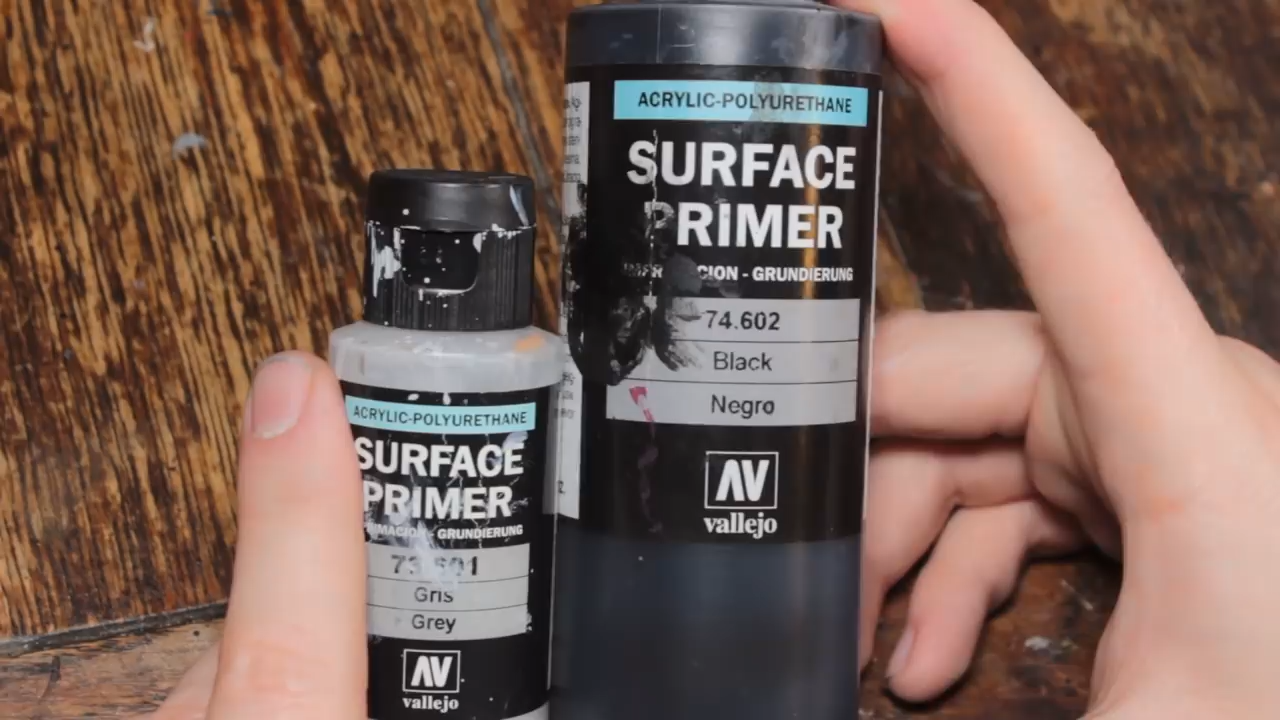 ACRYLIC-POLYURETHANE
SURFACE
PRIMER
CION - GRUNDIERUNG
74.602
Black
Negro
AV
vallejo
ACRYLIC-POLYURETHANE
SURFACE
PRIMER
GRUNDIERUNG
Gris
Grey
AV
vallejo